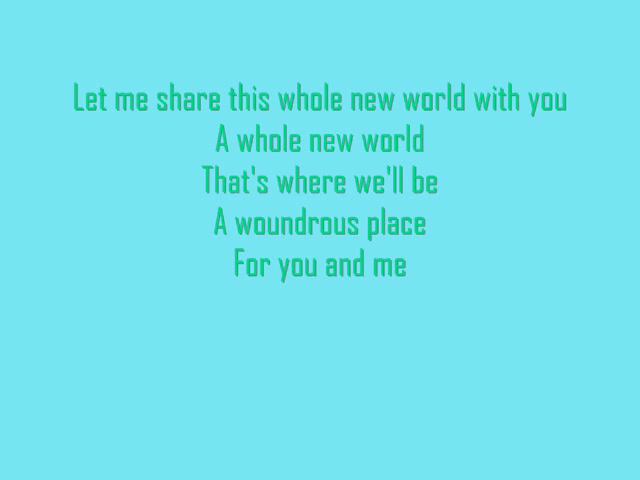 Let me share this whole new world with you
A whole new world
That's where we'll be
A woundrous place
For you and me